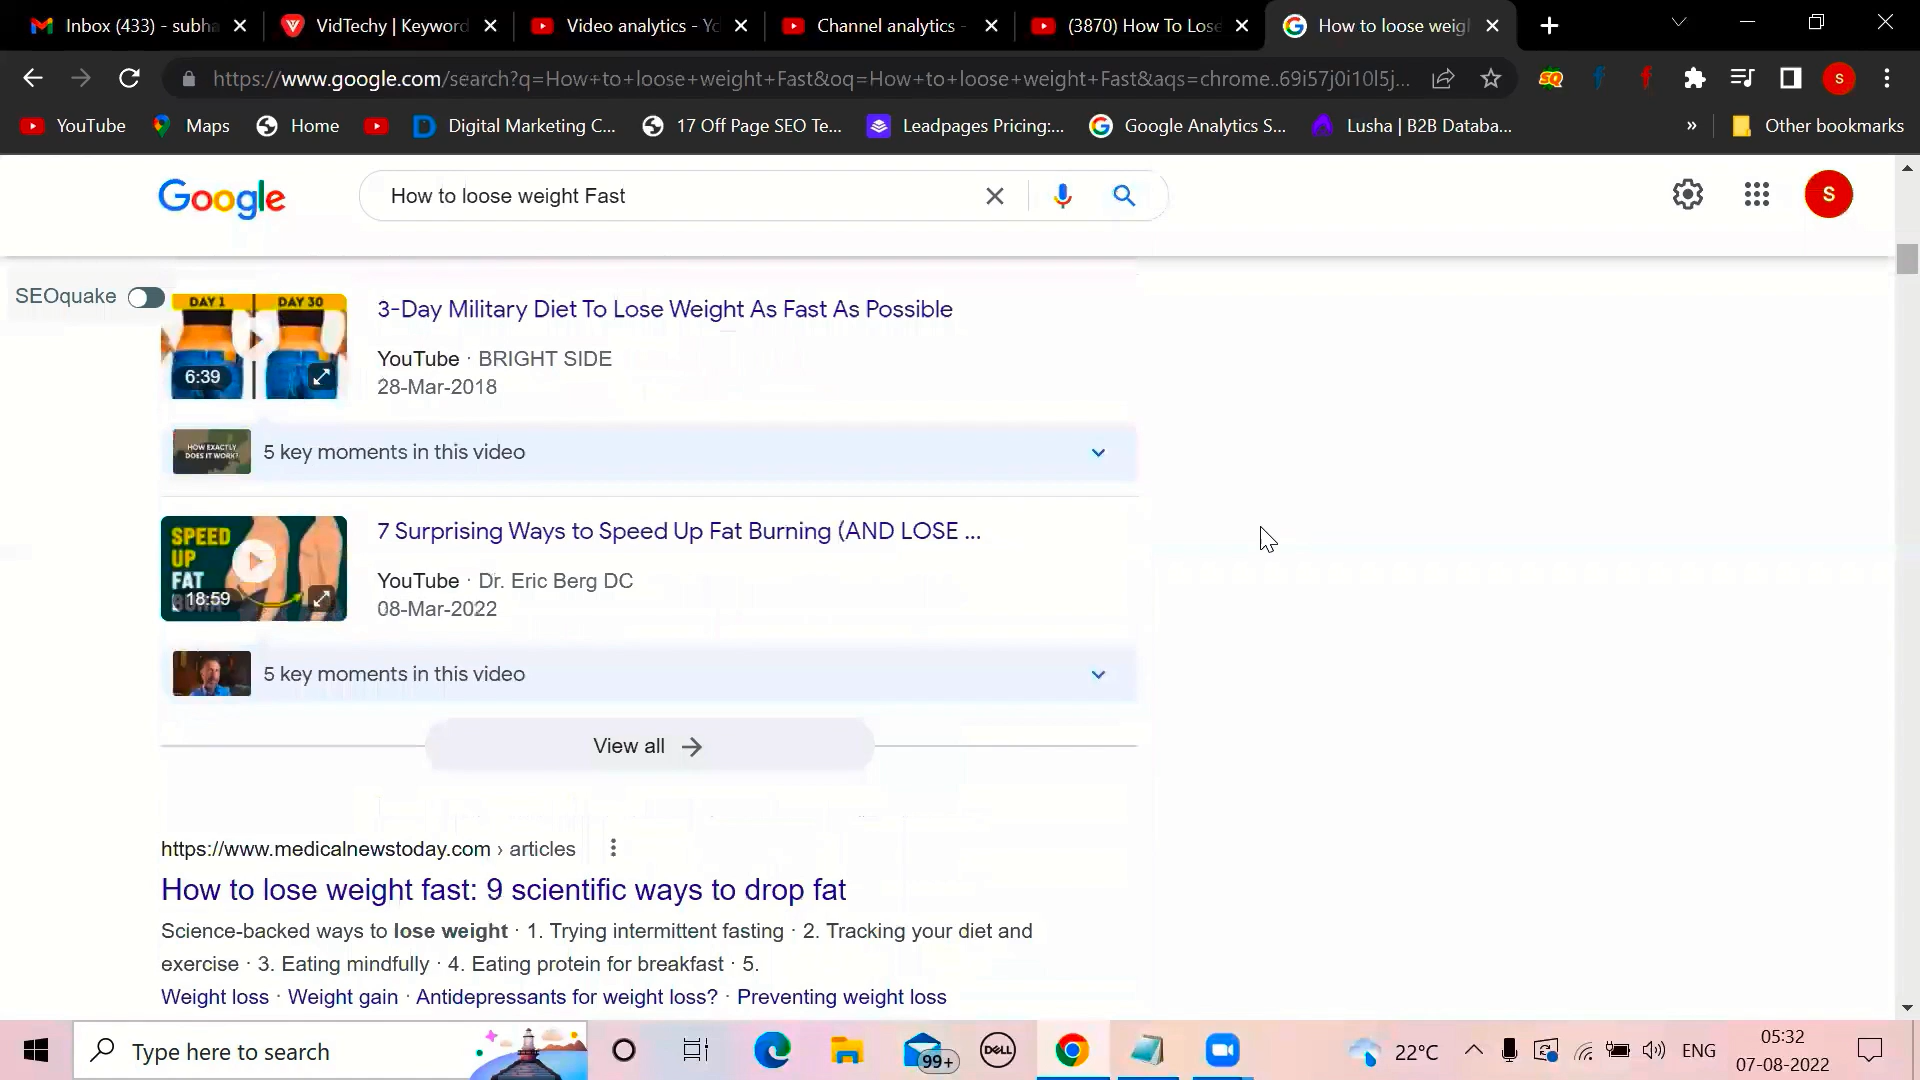 Inbox (433) - subha
VidTechy | Keyword
Video analytics - Yo
Channel analytics -
(3870) How To Lose
How to loose weigh
https://www.google.com/search?q=How+to+loose+weight+Fast&oq=How+to+loose+weight+Fast&aqs=chrome..69i57j0i10l5j...
SQ
S
YouTube
Maps
Home
Digital Marketing C...
17 Off Page SEO Te...
Leadpages Pricing:...
Google Analytics S...
Lusha | B2B Databa...
»
Other bookmarks
Google
How to loose weight Fast
S
SEOquake
DAY 1
DAY 30
6:39
3-Day Military Diet To Lose Weight As Fast As Possible
YouTube · BRIGHT SIDE
28-Mar-2018
HOW EXACTLY
DOES IT WORK?
5 key moments in this video
SPEED
UP
FAT
BURN
18:59
7 Surprising Ways to Speed Up Fat Burning (AND LOSE ...
YouTube · Dr. Eric Berg DC
08-Mar-2022
5 key moments in this video
View all
https://www.medicalnewstoday.com › articles
How to lose weight fast: 9 scientific ways to drop fat
Science-backed ways to lose weight · 1. Trying intermittent fasting · 2. Tracking your diet and
exercise · 3. Eating mindfully · 4. Eating protein for breakfast · 5.
Weight loss · Weight gain · Antidepressants for weight loss? · Preventing weight loss
Type here to search
99+
DELL
22°C
ENG
05:32
07-08-2022